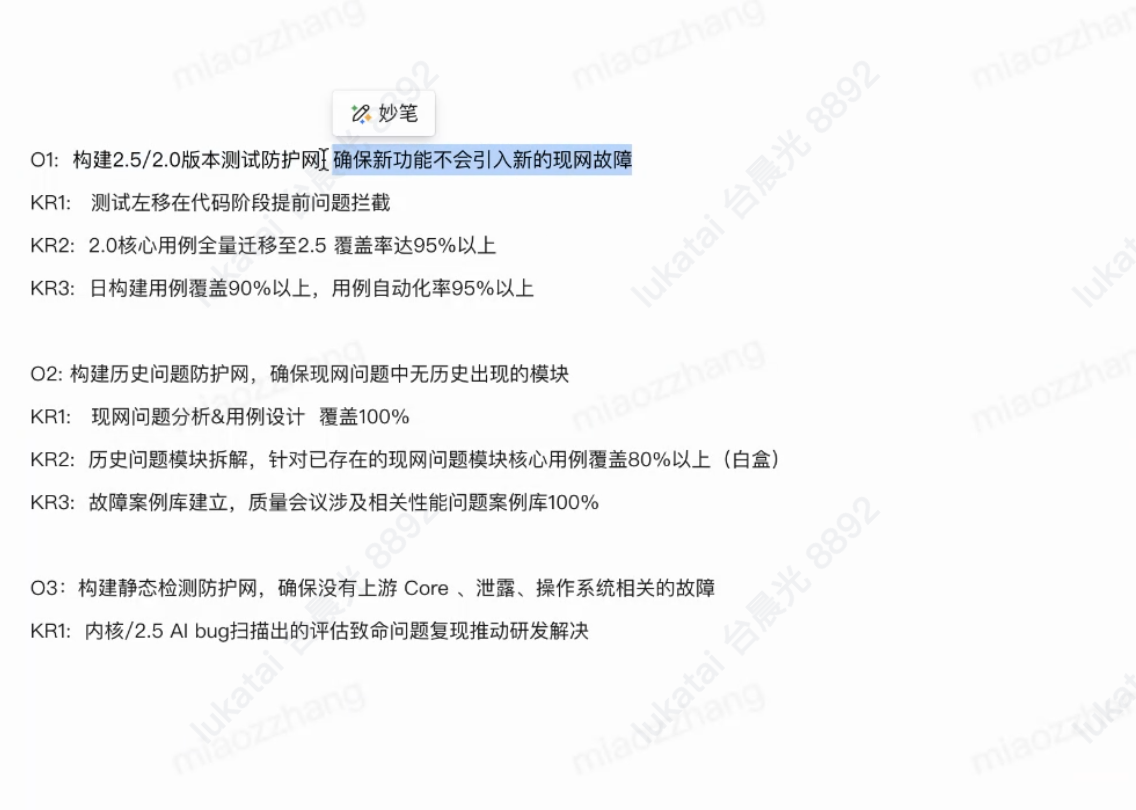 妙笔
O1: 构建2.5/2.0版本测试防护网 确保新功能不会引入新的现网故障
KR1: 测试左移在代码阶段提前问题拦截
KR2: 2.0核心用例全量迁移至2.5 覆盖率达95%以上
KR3: 日构建用例覆盖90%以上，用例自动化率95%以上
O2: 构建历史问题防护网，确保现网问题中无历史出现的模块
KR1: 现网问题分析&用例设计 覆盖100%
KR2: 历史问题模块拆解，针对已存在的现网问题模块核心用例覆盖80%以上（白盒）
KR3: 故障案例库建立，质量会议涉及相关性能问题案例库100%
O3：构建静态检测防护网，确保没有上游 Core 、泄露、操作系统相关的故障
KR1: 内核/2.5 AI bug扫描出的评估致命问题复现推动研发解决
miaozzhang
miaozzhang
miaozzhang
lukatai 台晨光 8892
lukatai 台晨光 8892
lukatai
miaozzhang
miaozzhang
miaozzhang
lukatai 台晨光 8892
lukatai 台晨光 8892
lukatai
miaozzhang
miaozzhang
miaozzhang